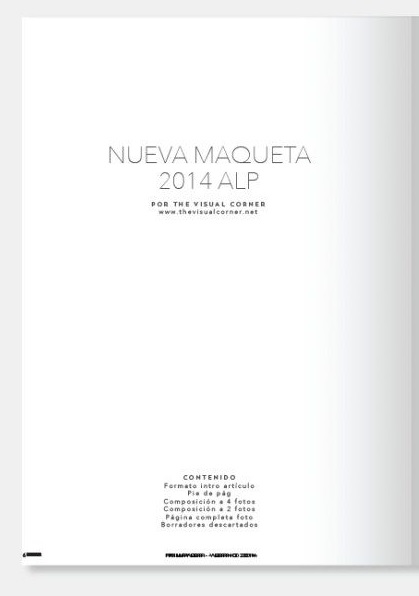 NUEVA MAQUETA
2014 ALP
POR THE VISUAL CORNER
www.thevisualcorner.net
CONTENIDO
Formato intro artículo
Pie de pág
Composición a 4 fotos
Composición a 2 fotos
Página completa foto
Borradores descartados